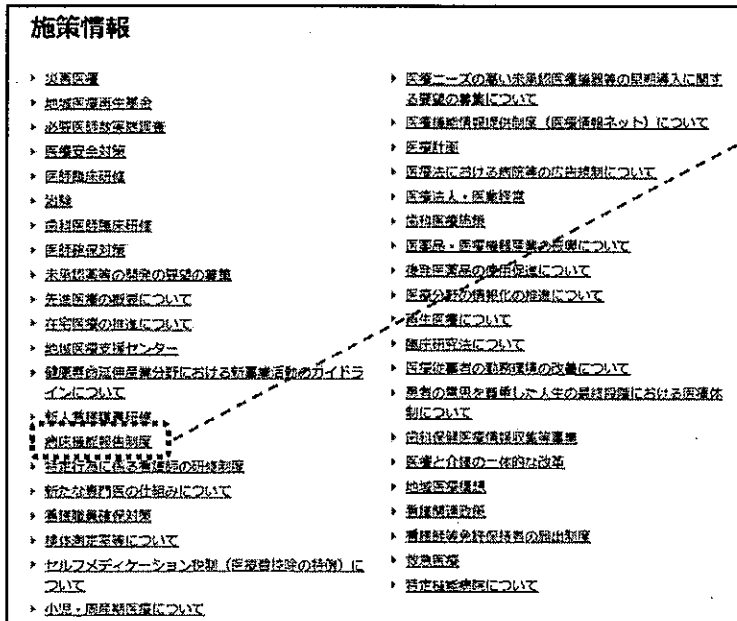 施策情報
災害医療
地域医療再生基金
必要医師数実態調査
医療安全対策
医師臨床研修
治験
歯科医師臨床研修
医師確保対策
未承認薬等の開発の要望の募集
先進医療の概要について
在宅医療の推進について
地域医療支援センター
健康寿命延伸産業分野における新事業活動のガイドラ
インについて
新人看護職員研修
病床機能報告制度
特定行為に係る看護師の研修制度
新たな専門医の仕組みについて
看護職員確保対策
検体測定室等について
セルフメディケーション税制（医療費控除の特例）に
ついて
小児・周産期医療について
医療ニーズの高い未承認医療機器等の早期導入に関す
る要望の募集について
医療機能情報提供制度（医療情報ネット）について
医療計画
医療法における病院等の広告規制について
医療法人・医業経営
歯科医療施策
医薬品・医療機器産業の振興について
後発医薬品の使用促進について
医療分野の情報化の推進について
再生医療について
臨床研究法について
医療従事者の勤務環境の改善について
患者の意思を尊重した人生の最終段階における医療体
制について
歯科保健医療情報収集等事業
医療と介護の一体的な改革
地域医療構想
看護関連政策
看護師等免許保持者の届出制度
救急医療
特定機能病院について